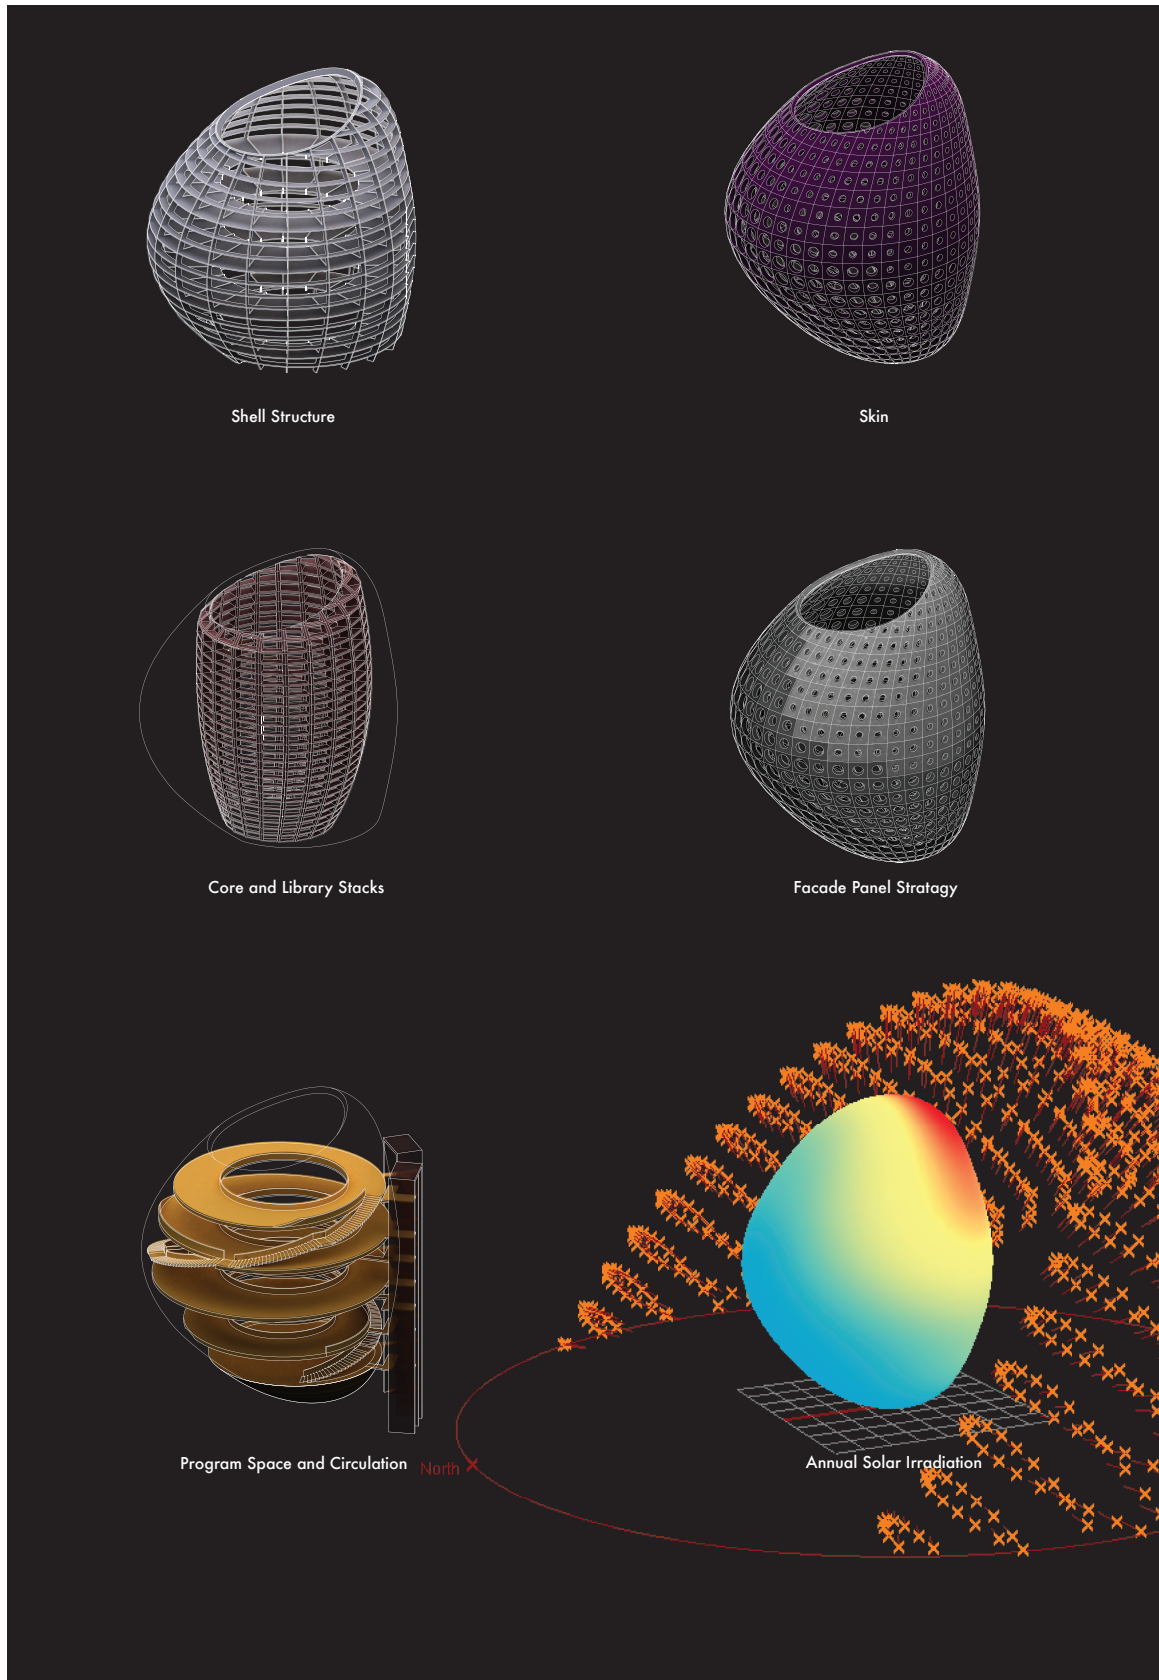 Shell Structure
Skin
Core and Library Stacks
Facade Panel Stratagy
Program Space and Circulation
North
Annual Solar Irradiation